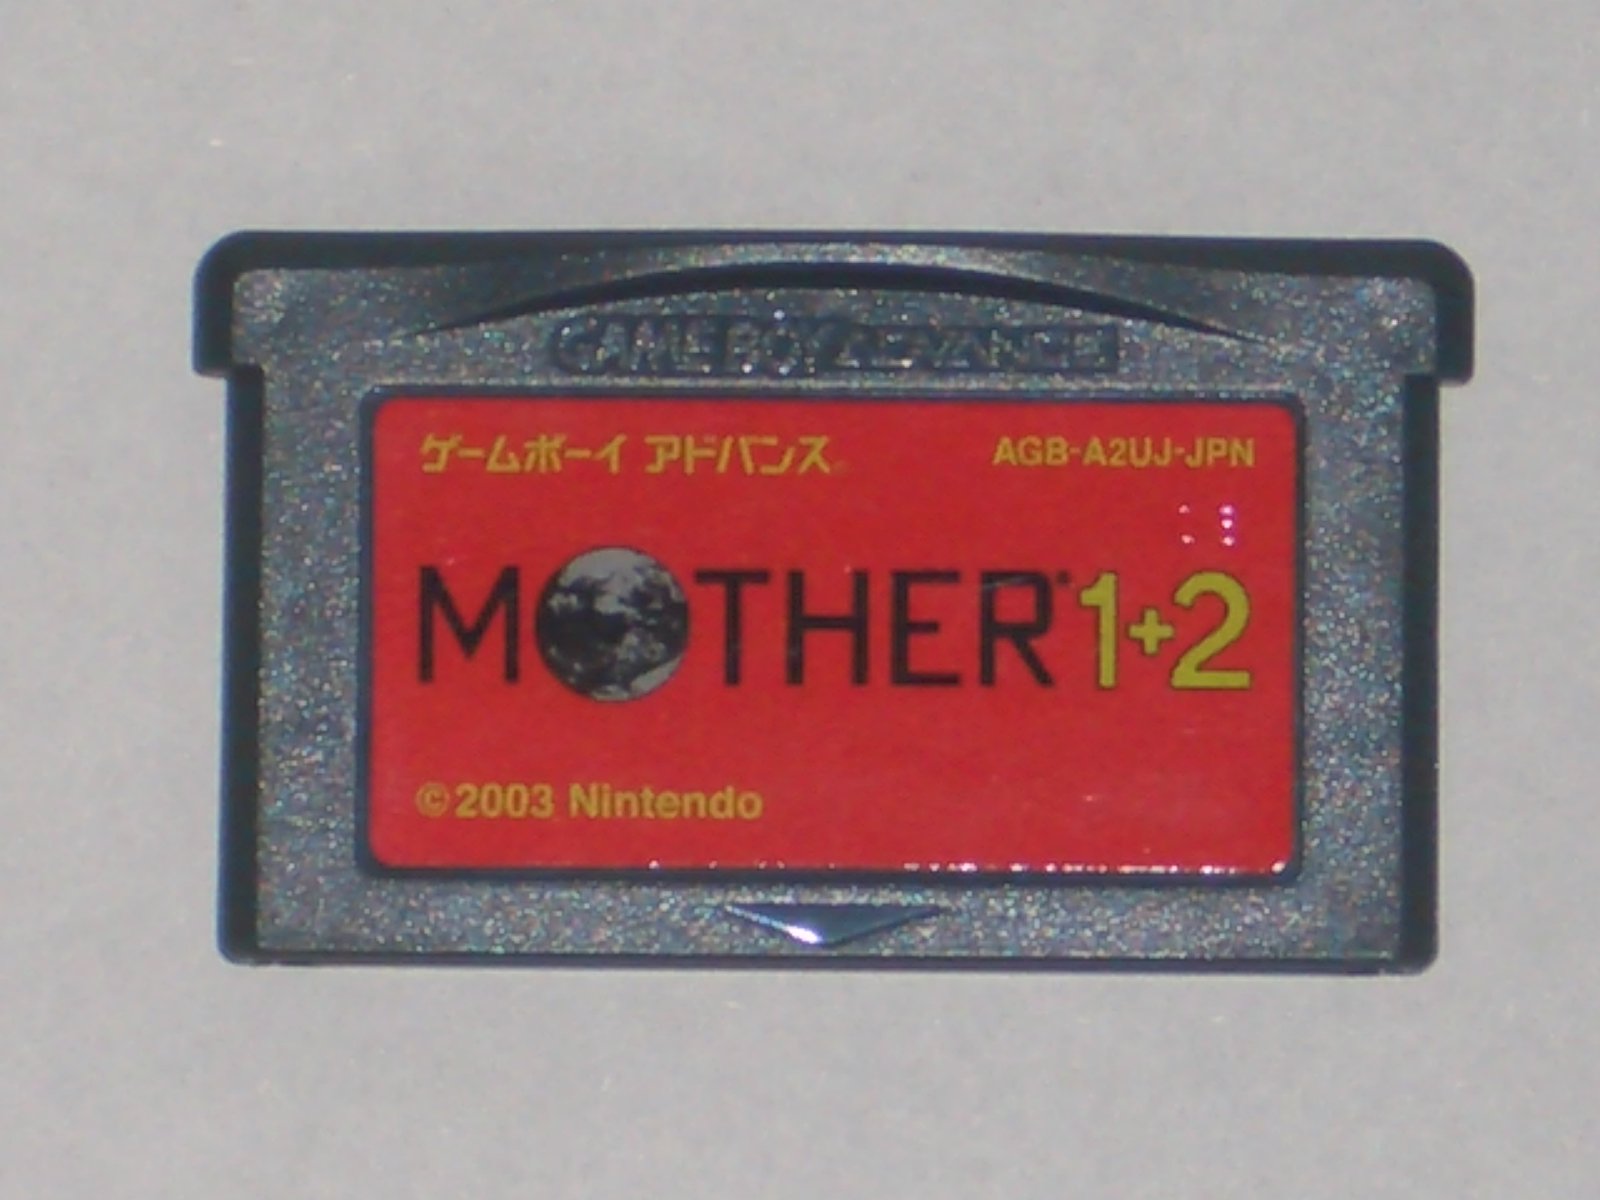 GAME BOY ADVANCE
ゲームボーイ アドバンス AGB-A2UJ-JPN
MOTHER 1+2
© 2003 Nintendo